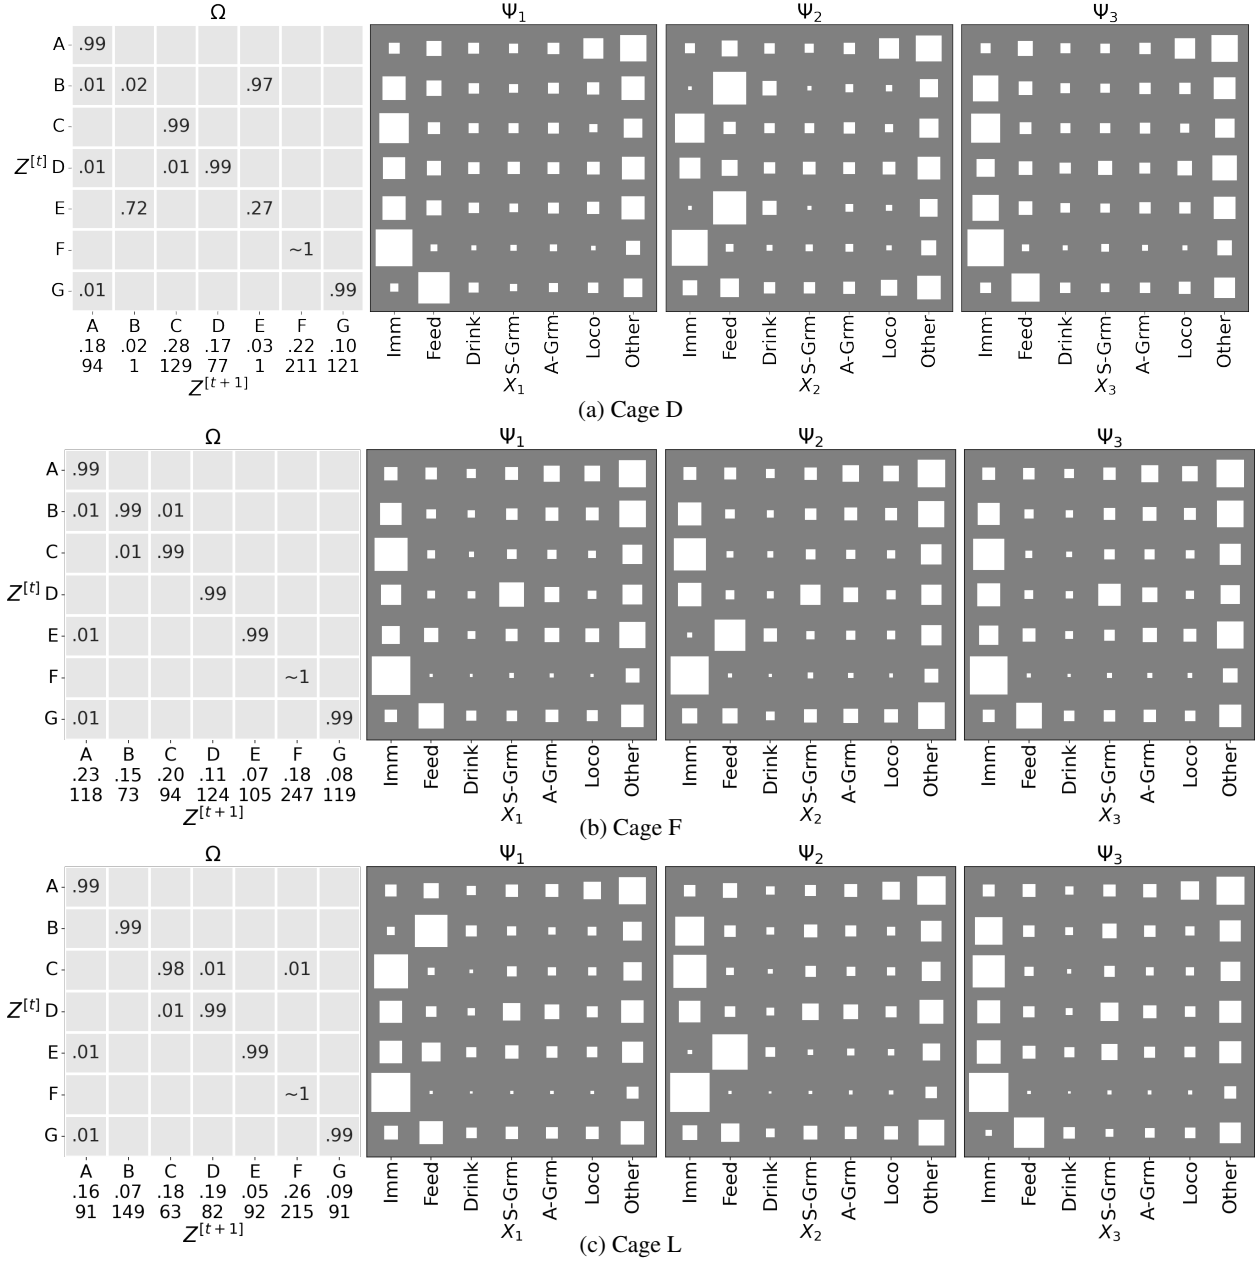 Ω Ψ1 Ψ2 Ψ3
A .99
B .01 .02 .97
C .99
Z[t] D .01 .01 .99
E .72 .27
F ~1
G .01 .99
A B C D E F G
.18 .02 .28 .17 .03 .22 .10
94 1 129 77 1 211 121
Z[t+1]
Imm Feed Drink S-Grm A-Grm Loco Other
X1
Imm Feed Drink S-Grm A-Grm Loco Other
X2
Imm Feed Drink S-Grm A-Grm Loco Other
X3
(a) Cage D
Ω Ψ1 Ψ2 Ψ3
A .99
B .01 .99 .01
C .01 .99
Z[t] D .99
E .01 .99
F ~1
G .01 .99
A B C D E F G
.23 .15 .20 .11 .07 .18 .08
118 73 94 124 105 247 119
Z[t+1]
Imm Feed Drink S-Grm A-Grm Loco Other
X1
Imm Feed Drink S-Grm A-Grm Loco Other
X2
Imm Feed Drink S-Grm A-Grm Loco Other
X3
(b) Cage F
Ω Ψ1 Ψ2 Ψ3
A .99
B .99
C .98 .01 .01
Z[t] D .01 .99
E .01 .99
F ~1
G .01 .99
A B C D E F G
.16 .07 .18 .19 .05 .26 .09
91 149 63 82 92 215 91
Z[t+1]
Imm Feed Drink S-Grm A-Grm Loco Other
X1
Imm Feed Drink S-Grm A-Grm Loco Other
X2
Imm Feed Drink S-Grm A-Grm Loco Other
X3
(c) Cage L